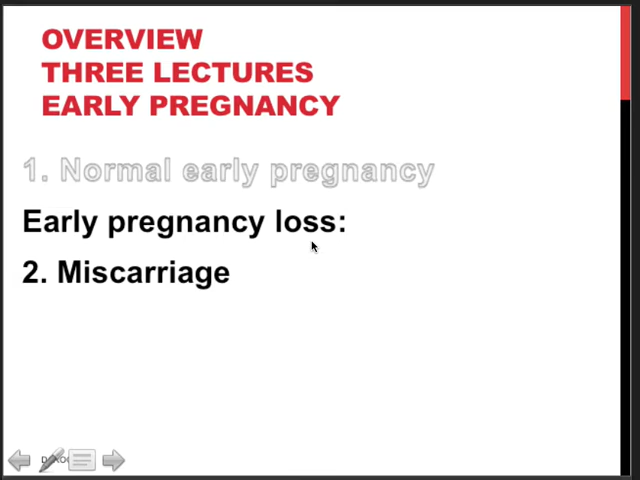 OVERVIEW
THREE LECTURES
EARLY PREGNANCY
1. Normal early pregnancy
Early pregnancy loss:
2. Miscarriage